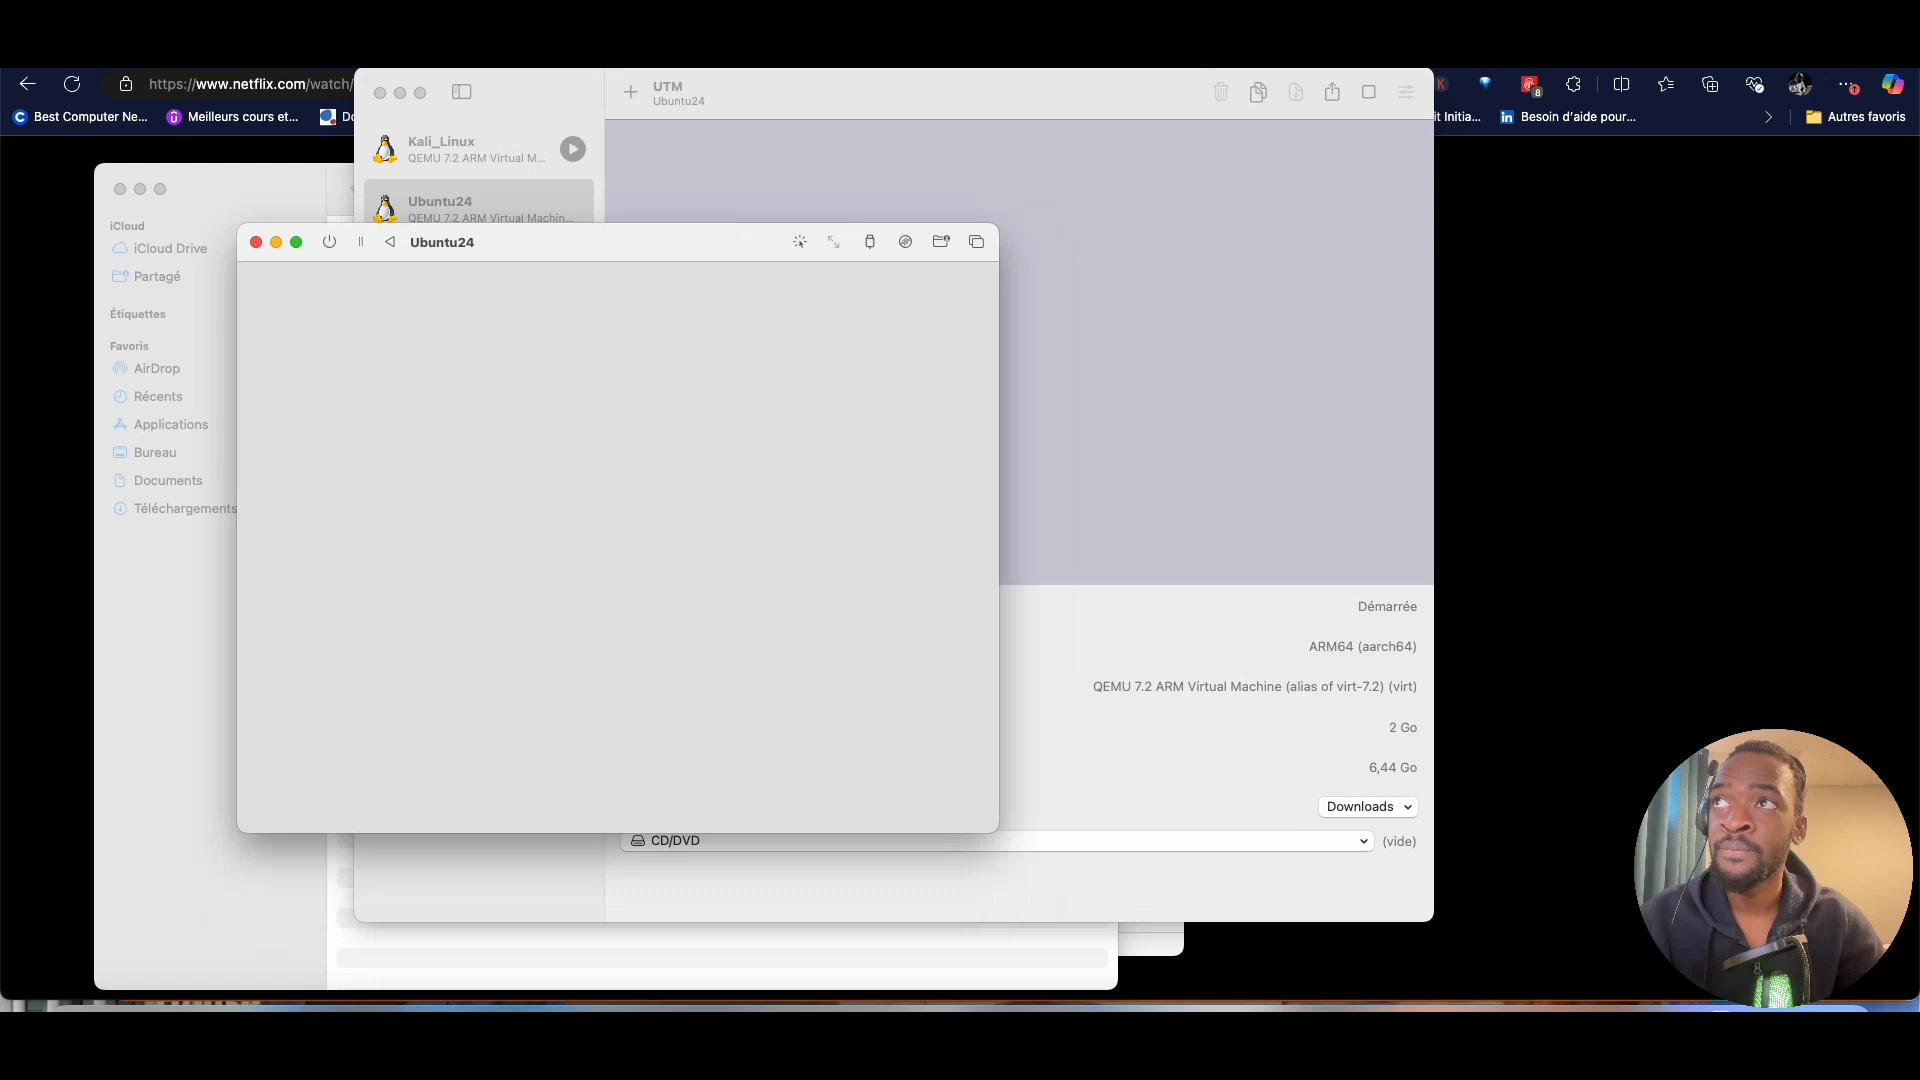 https://www.netflix.com/watch/
Best Computer Ne...
Meilleurs cours et...
it Initia...
Besoin d'aide pour...
Autres favoris
8
UTM
Ubuntu24
Kali_Linux
QEMU 7.2 ARM Virtual M...
Ubuntu24
QEMU 7.2 ARM Virtual Machin...
iCloud
iCloud Drive
Partagé
Étiquettes
Favoris
AirDrop
Récents
Applications
Bureau
Documents
Téléchargements
Ubuntu24
Démarrée
ARM64 (aarch64)
QEMU 7.2 ARM Virtual Machine (alias of virt-7.2) (virt)
2 Go
6,44 Go
Downloads
CD/DVD
(vide)